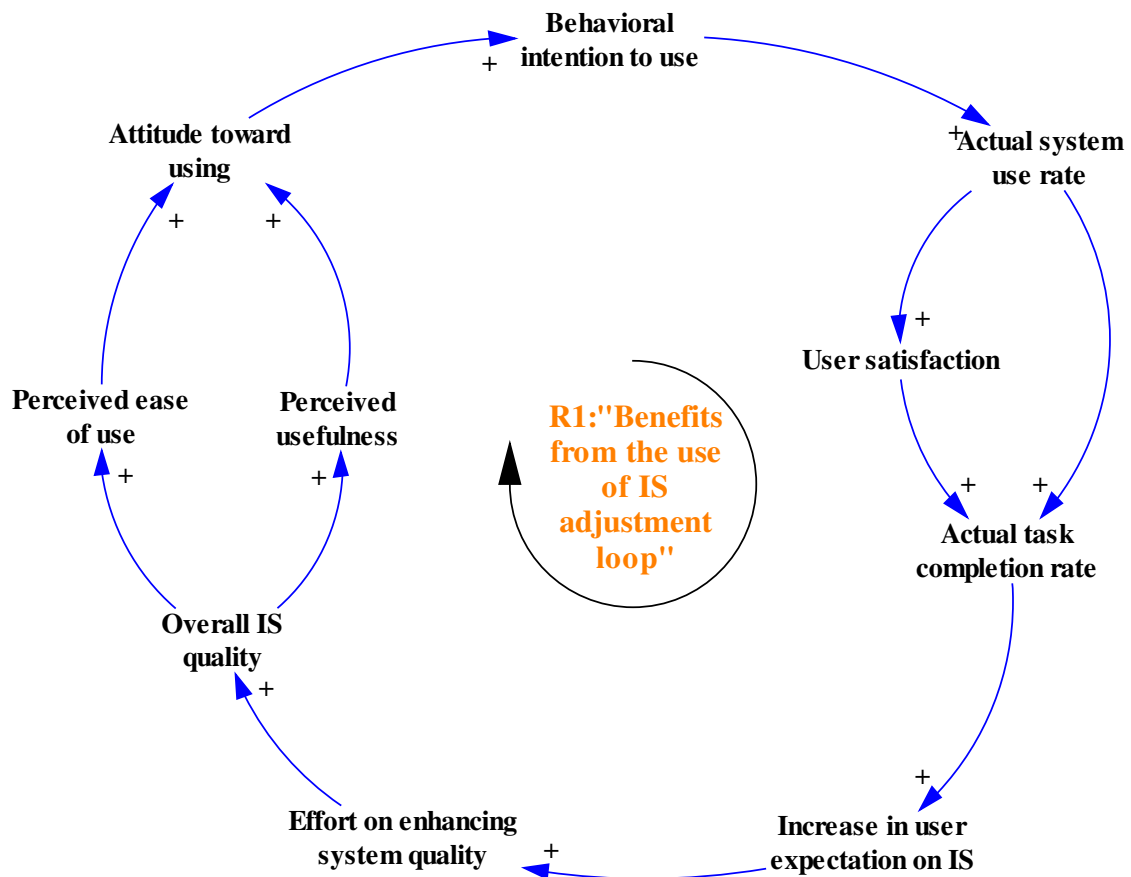 Behavioral
intention to use
+
Attitude toward
using
+
Actual system
use rate
+
+
+
User satisfaction
Perceived ease
of use
Perceived
usefulness
R1:"Benefits
from the use
of IS
adjustment
loop"
+
+
+
+
Actual task
completion rate
Overall IS
quality
+
+
Increase in user
expectation on IS
Effort on enhancing
system quality
+